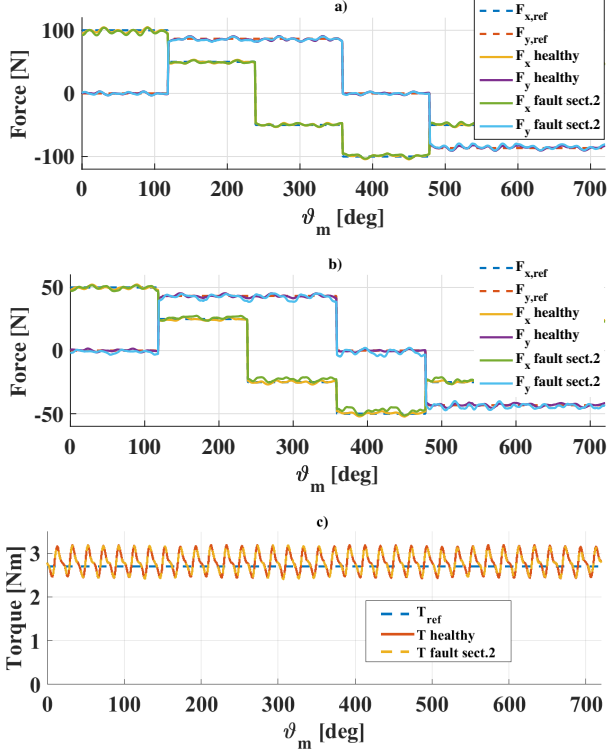 a)
Force [N]
100
0
-100
0
100
200
300
400
500
600
700
ϑm [deg]
Fx,ref
Fy,ref
Fx healthy
Fy healthy
Fx fault sect.2
Fy fault sect.2
b)
Force [N]
50
0
-50
0
100
200
300
400
500
600
700
ϑm [deg]
Fx,ref
Fy,ref
Fx healthy
Fy healthy
Fx fault sect.2
Fy fault sect.2
c)
Torque [Nm]
3
2
1
0
0
100
200
300
400
500
600
700
ϑm [deg]
Tref
T healthy
T fault sect.2